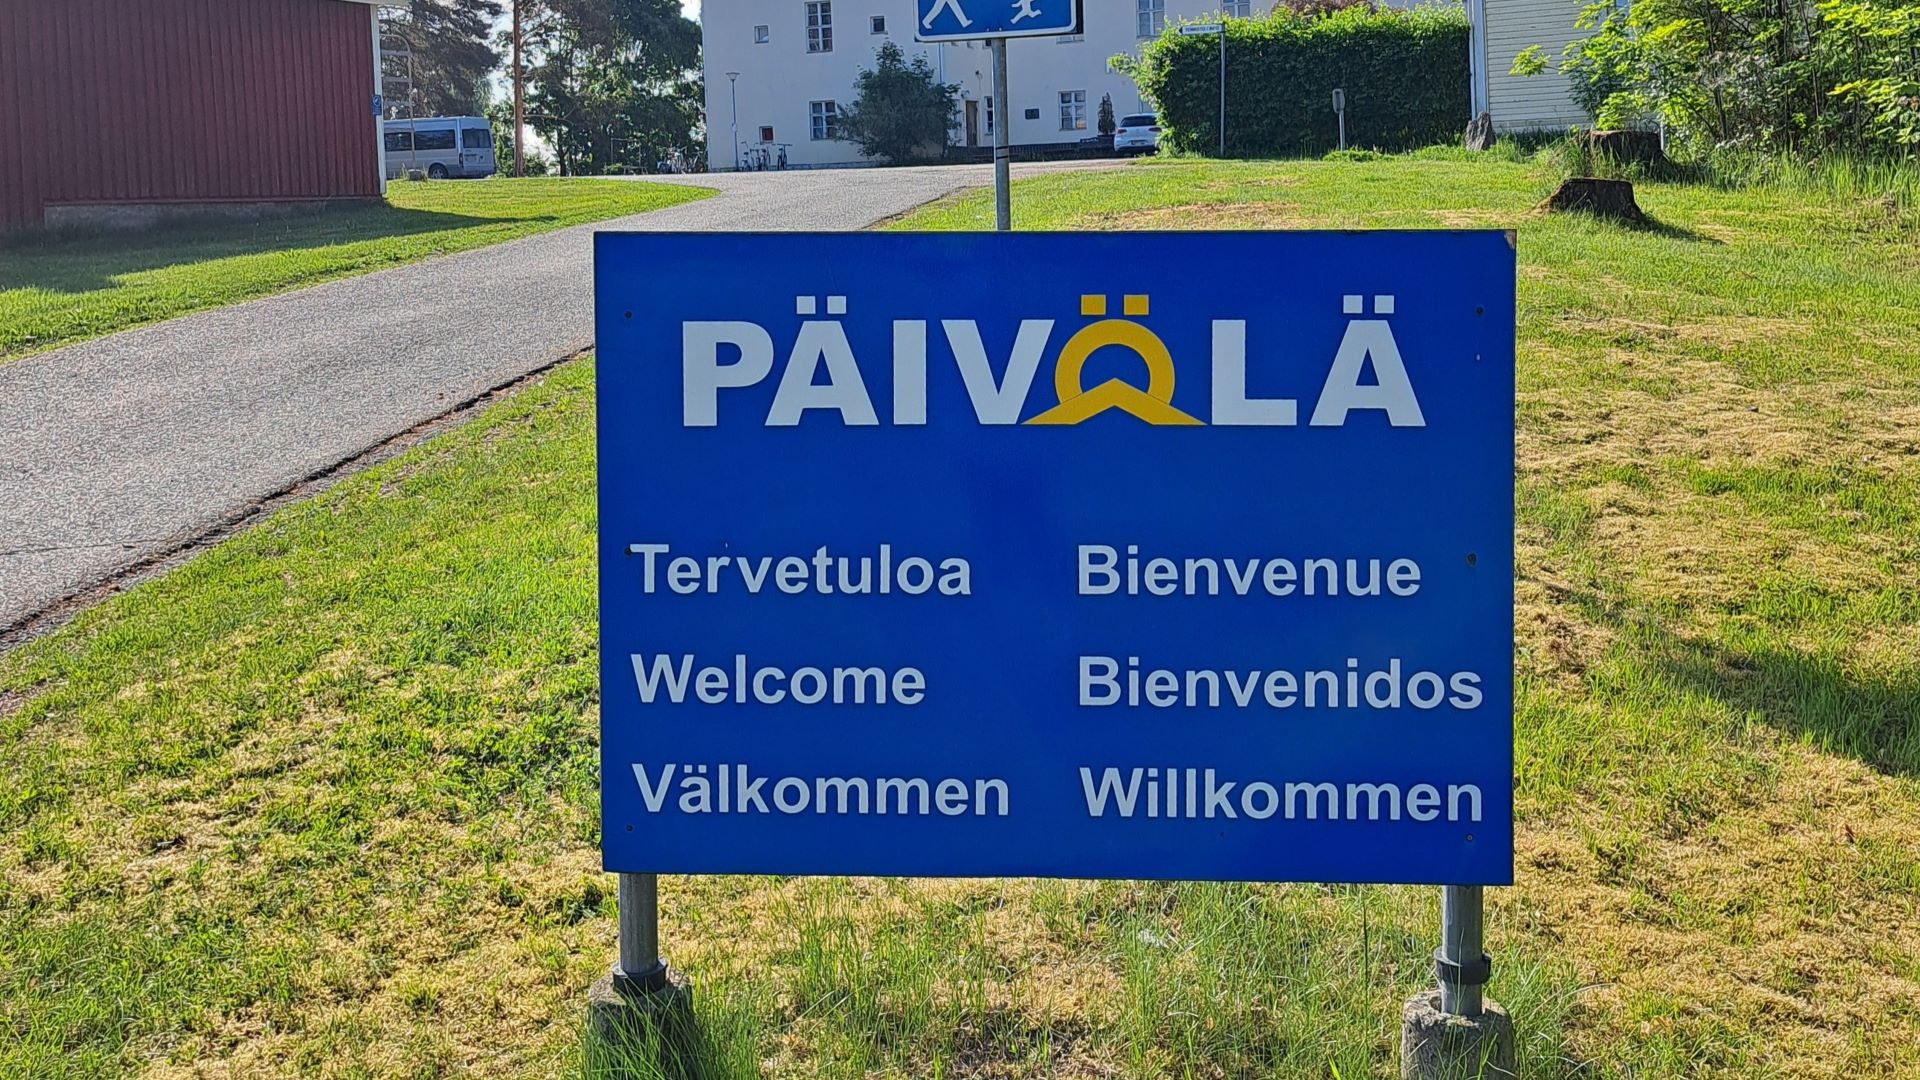 PÄIVÖLÄ
Tervetuloa
Welcome
Välkommen
Bienvenue
Bienvenidos
Willkommen